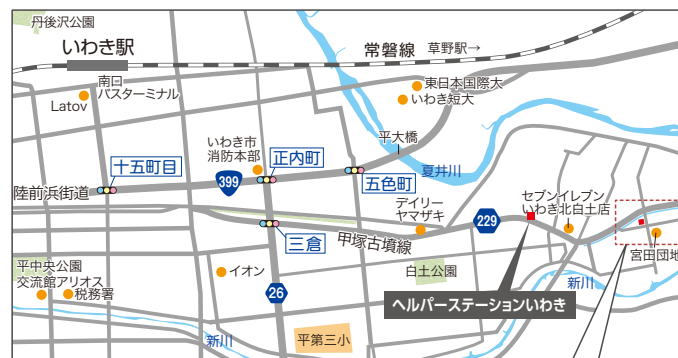 丹後沢公園
いわき駅
常磐線
草野駅→
南口
バスターミナル
Latov
東日本国際大
いわき短大
いわき市
消防本部
正内町
平大橋
十五町目
399
五色町
夏井川
陸前浜街道
デイリー
ヤマザキ
セブンイレブン
いわき北白土店
三倉
甲塚古墳線
229
宮田団地
平中央公園
交流館アリオス
税務署
イオン
26
白土公園
新川
ヘルパーステーションいわき
新川
平第三小